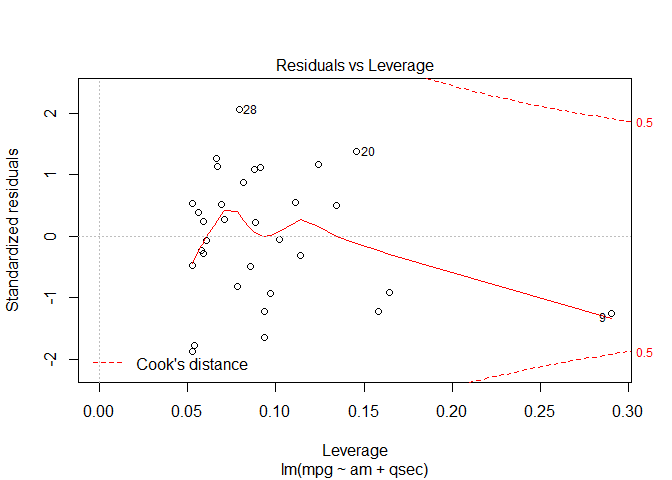 Residuals vs Leverage
Standardized residuals
2
1
0
-1
-2
28
20
9
0.5
0.5
Cook's distance
0.00 0.05 0.10 0.15 0.20 0.25 0.30
Leverage
lm(mpg ~ am + qsec)